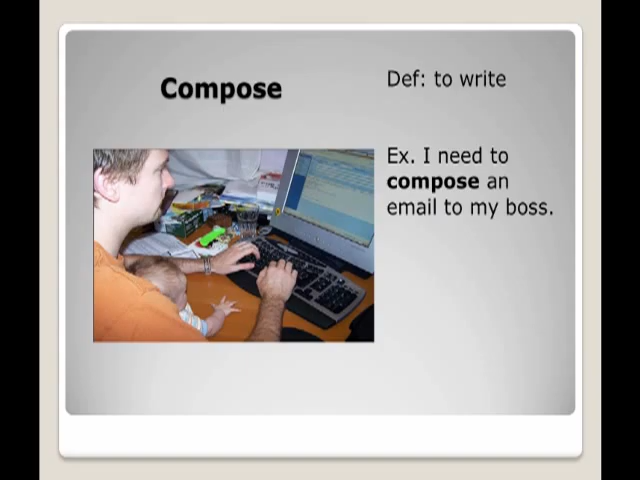 Compose
Def: to write
Ex. I need to
compose an
email to my boss.